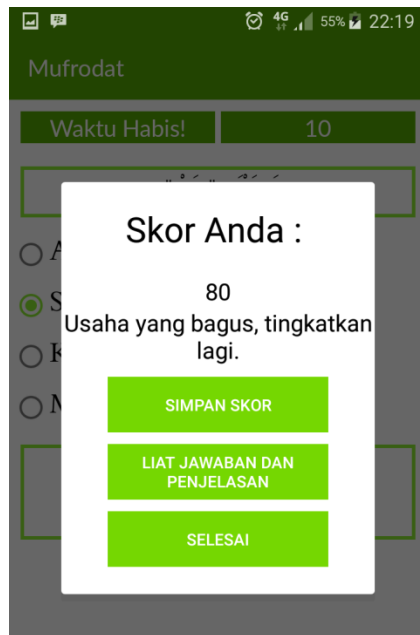 4G 55% 22:19
Mufrodat
Waktu Habis! 10
Skor Anda :
A
80
S
Usaha yang bagus, tingkatkan
lagi.
K
SIMPAN SKOR
LIAT JAWABAN DAN
PENJELASAN
SELESAI